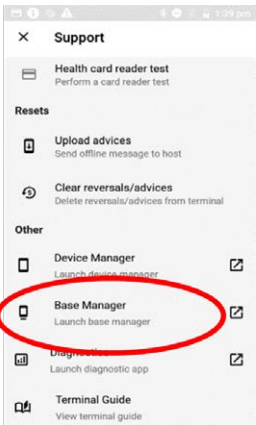 1:39 pm
Support
Health card reader test
Perform a card reader test
Resets
Upload advices
Send offline message to host
Clear reversals/advices
Delete reversals/advices from terminal
Other
Device Manager
Launch device manager
Base Manager
Launch base manager
Diagnostics
Launch diagnostic app
Terminal Guide
View terminal guide